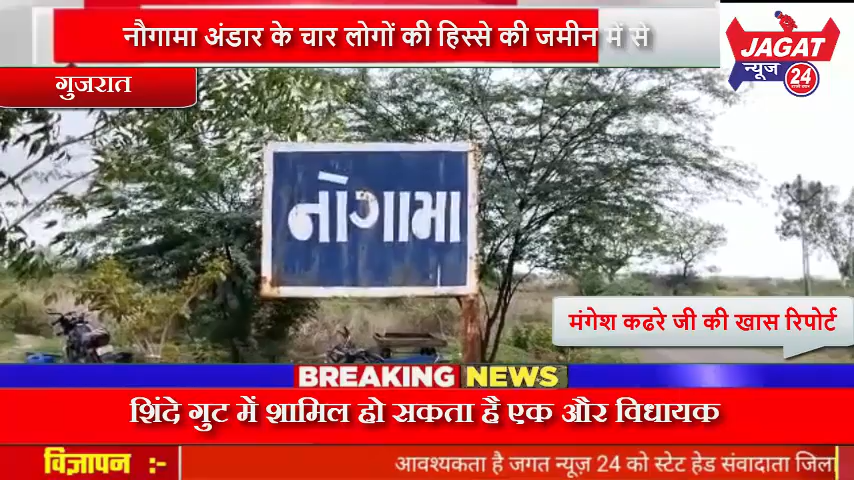 नौगामा अंडार के चार लोगों की हिस्से की जमीन में से
JAGAT
न्यूज 24
गुजरात
નોગામા
मंगेश कढरे जी की खास रिपोर्ट
BREAKING NEWS
शिंदे गुट में शामिल हो सकता है एक और विधायक
विज्ञापन :- आवश्यकता है जगत न्यूज़ 24 को स्टेट हेड संवादाता जिला